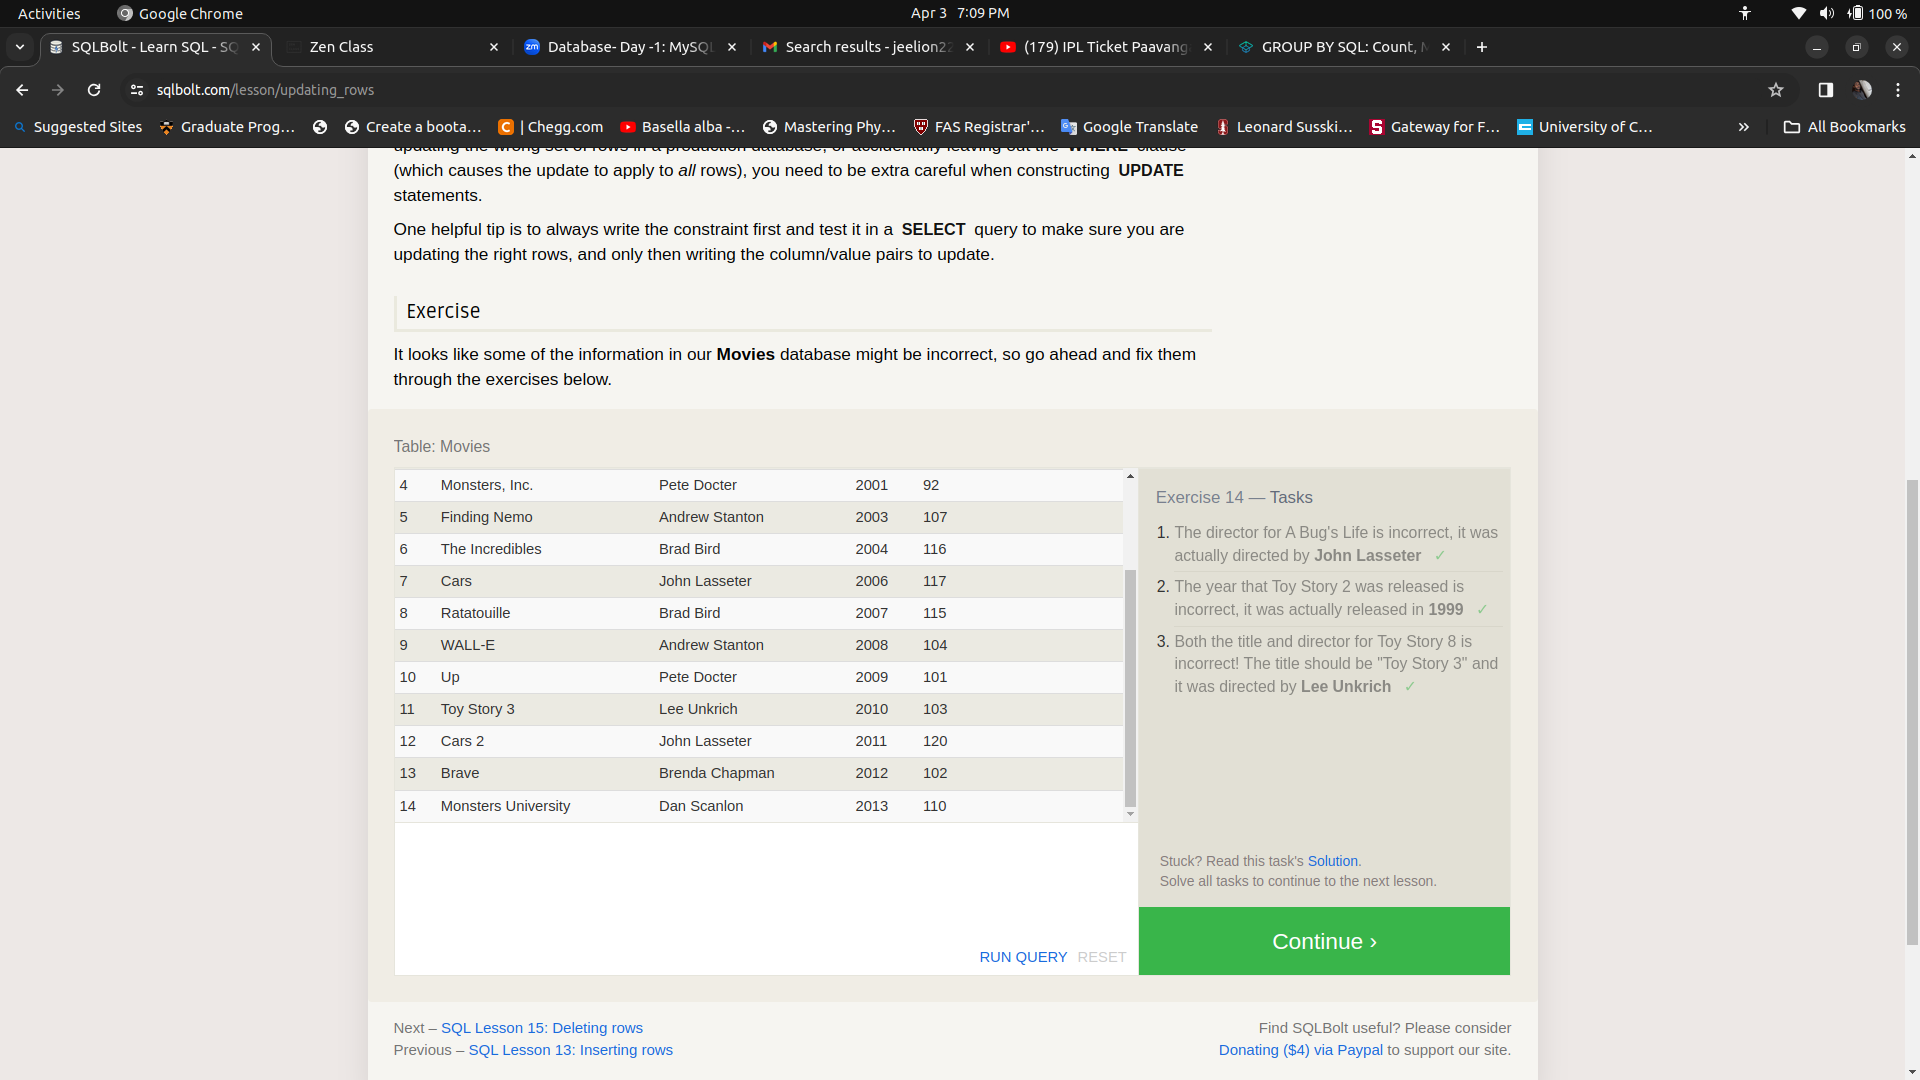 Activities
Google Chrome
Apr 3 7:09 PM
100 %
SQLBolt - Learn SQL - SQ
Zen Class
zm Database- Day -1: MySQL
Search results - jeelion22
(179) IPL Ticket Paavang
GROUP BY SQL: Count, M
sqlbolt.com/lesson/updating_rows
Suggested Sites
Graduate Prog...
Create a boota...
C | Chegg.com
Basella alba -...
Mastering Phy...
FAS Registrar'...
Google Translate
Leonard Susski...
Gateway for F...
University of C...
»
All Bookmarks
updating the wrong set of rows in a production database, or accidentally leaving out the WHERE clause
(which causes the update to apply to all rows), you need to be extra careful when constructing UPDATE
statements.
One helpful tip is to always write the constraint first and test it in a SELECT query to make sure you are
updating the right rows, and only then writing the column/value pairs to update.
Exercise
It looks like some of the information in our Movies database might be incorrect, so go ahead and fix them
through the exercises below.
Table: Movies
4 Monsters, Inc. Pete Docter 2001 92
5 Finding Nemo Andrew Stanton 2003 107
6 The Incredibles Brad Bird 2004 116
7 Cars John Lasseter 2006 117
8 Ratatouille Brad Bird 2007 115
9 WALL-E Andrew Stanton 2008 104
10 Up Pete Docter 2009 101
11 Toy Story 3 Lee Unkrich 2010 103
12 Cars 2 John Lasseter 2011 120
13 Brave Brenda Chapman 2012 102
14 Monsters University Dan Scanlon 2013 110
RUN QUERY RESET
Exercise 14 — Tasks
1. The director for A Bug's Life is incorrect, it was
actually directed by John Lasseter ✓
2. The year that Toy Story 2 was released is
incorrect, it was actually released in 1999 ✓
3. Both the title and director for Toy Story 8 is
incorrect! The title should be "Toy Story 3" and
it was directed by Lee Unkrich ✓
Stuck? Read this task's Solution.
Solve all tasks to continue to the next lesson.
Continue ›
Next – SQL Lesson 15: Deleting rows
Previous – SQL Lesson 13: Inserting rows
Find SQLBolt useful? Please consider
Donating ($4) via Paypal to support our site.